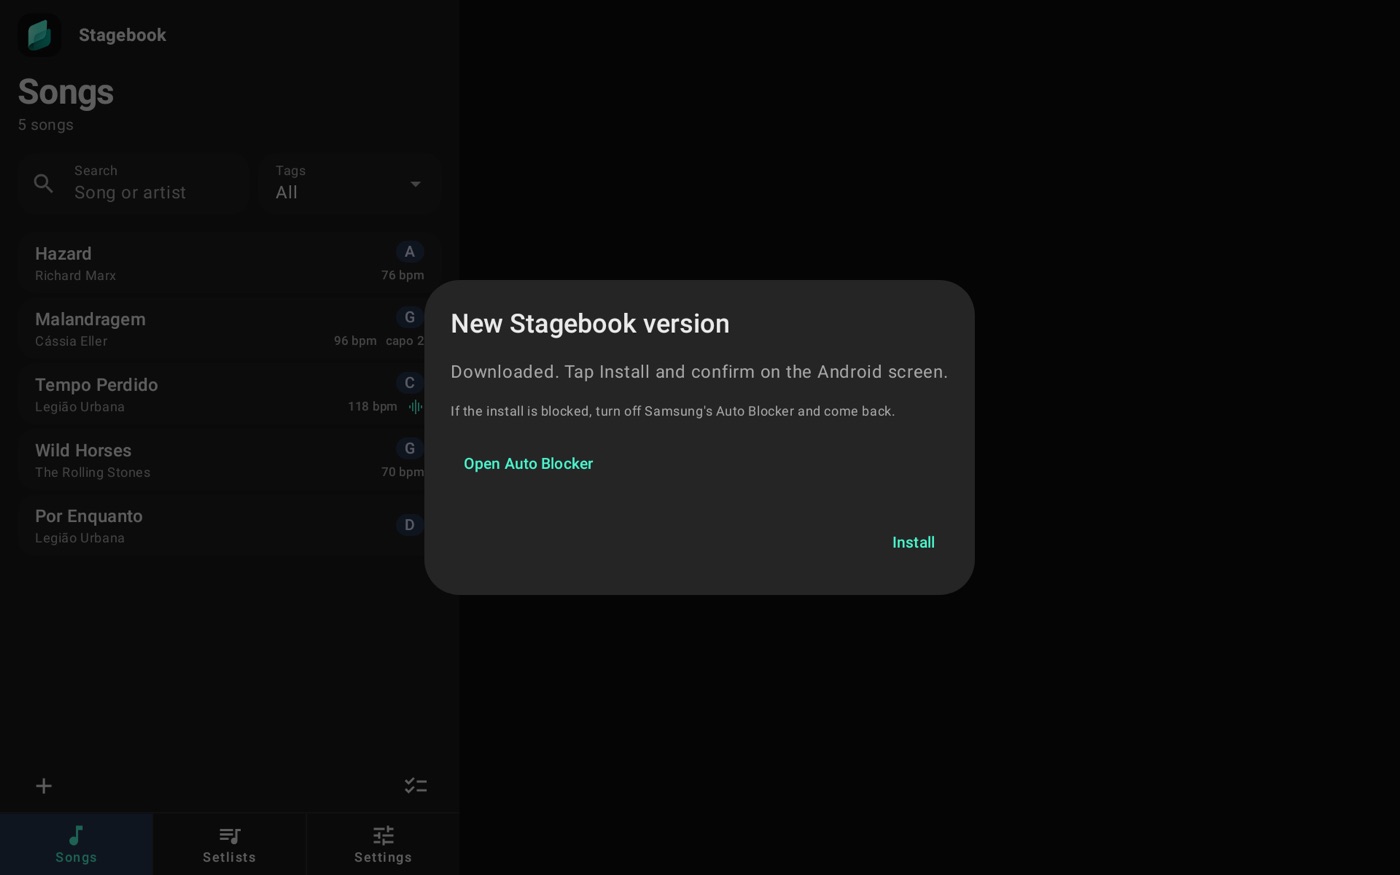 Stagebook
Songs
5 songs
Search
Song or artist
Tags
All
Hazard
A
Richard Marx
76 bpm
Malandragem
G
Cássia Eller
96 bpm capo 2
Tempo Perdido
C
Legião Urbana
118 bpm
Wild Horses
G
The Rolling Stones
70 bpm
Por Enquanto
D
Legião Urbana
New Stagebook version
Downloaded. Tap Install and confirm on the Android screen.
If the install is blocked, turn off Samsung's Auto Blocker and come back.
Open Auto Blocker
Install
Songs
Setlists
Settings